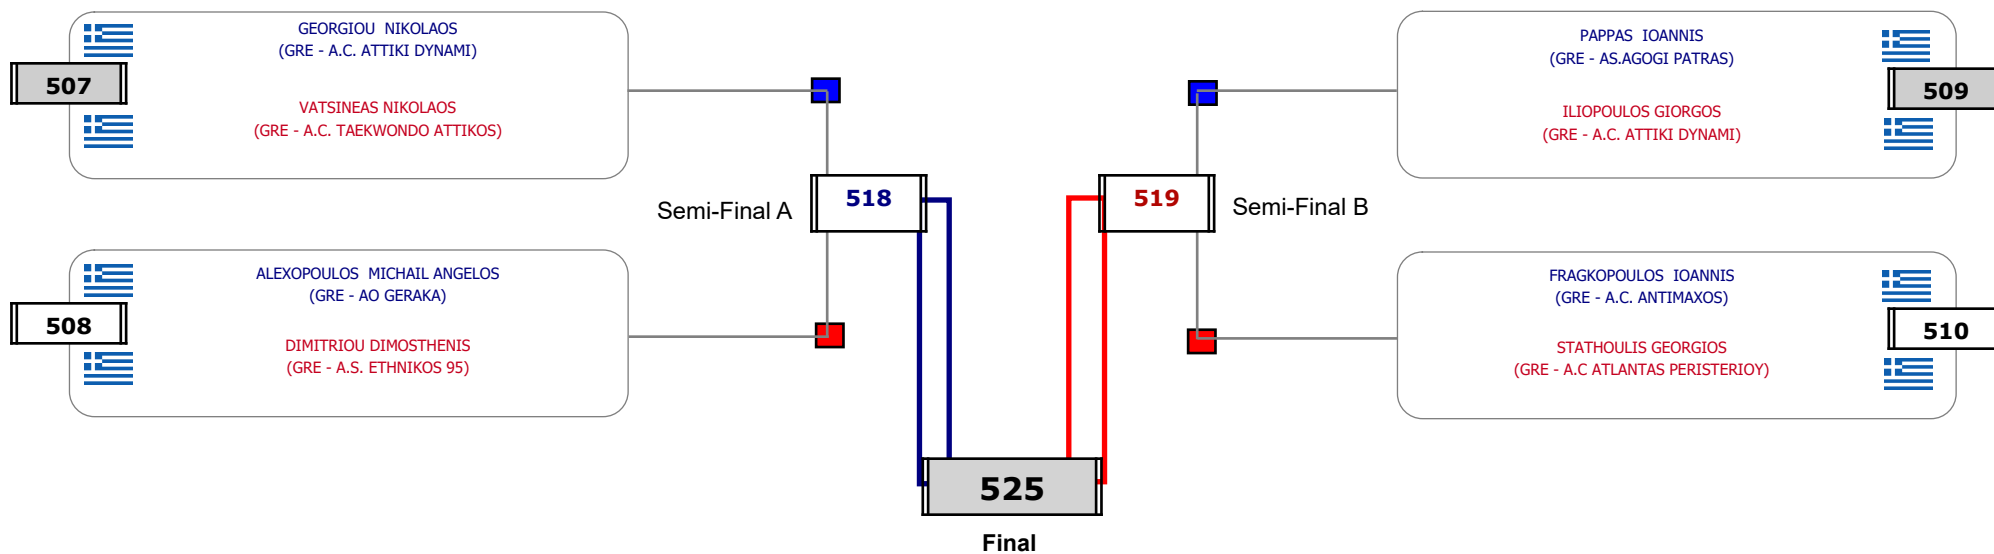 GEORGIOU  NIKOLAOS
(GRE - A.C. ATTIKI DYNAMI)
507
VATSINEAS NIKOLAOS
(GRE - A.C. TAEKWONDO ATTIKOS)
PAPPAS  IOANNIS
(GRE - AS.AGOGI PATRAS)
509
ILIOPOULOS GIORGOS
(GRE - A.C. ATTIKI DYNAMI)
Semi-Final A
518
519
Semi-Final B
ALEXOPOULOS  MICHAIL ANGELOS
(GRE - AO GERAKA)
508
DIMITRIOU DIMOSTHENIS
(GRE - A.S. ETHNIKOS 95)
FRAGKOPOULOS  IOANNIS
(GRE - A.C. ANTIMAXOS)
510
STATHOULIS GEORGIOS
(GRE - A.C ATLANTAS PERISTERIOY)
525
Final